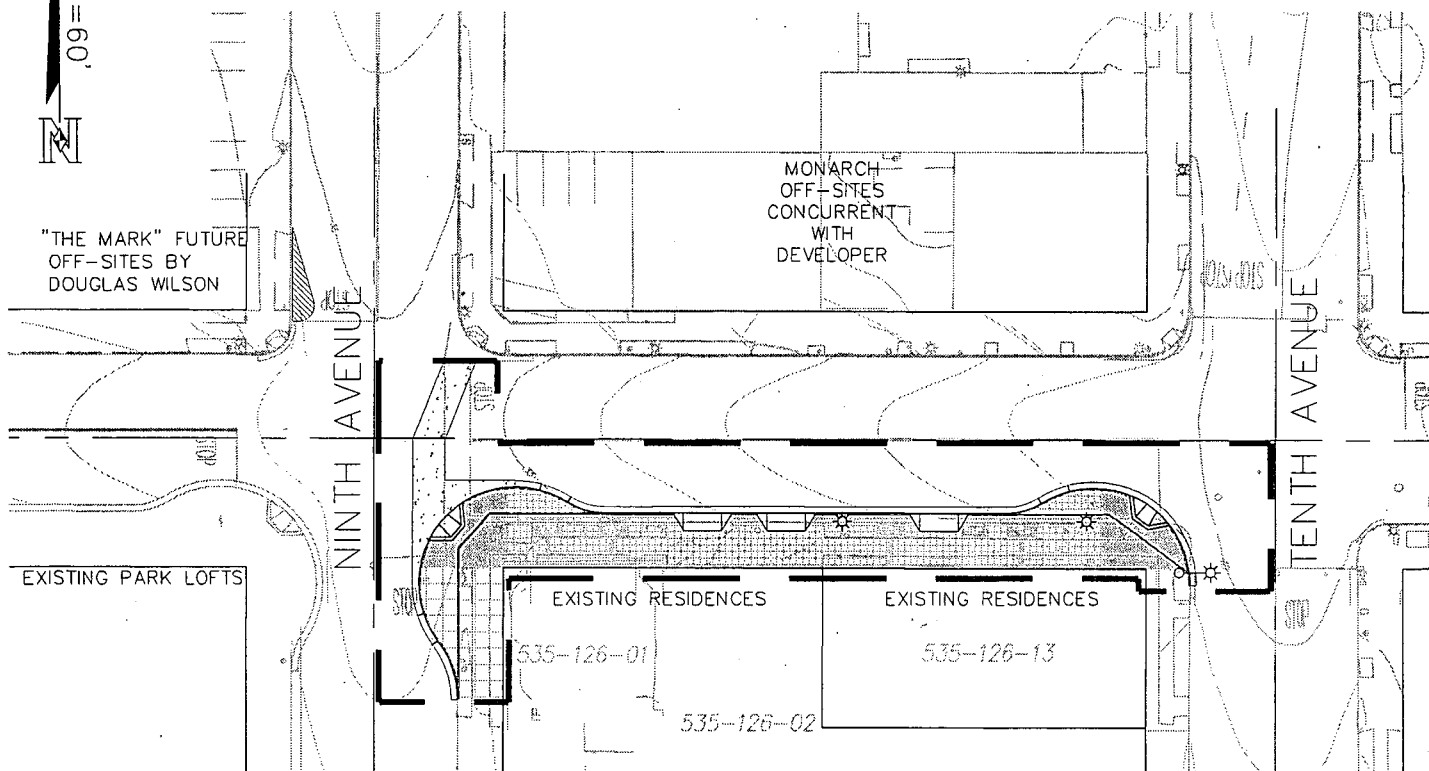 =60'
N
"THE MARK" FUTURE
OFF-SITES BY
DOUGLAS WILSON
MONARCH
OFF-SITES
CONCURRENT
WITH
DEVELOPER
NINTH AVENUE
TENTH AVENUE
STOP
STOP
STOP
STOP
STOP
STOP
EXISTING PARK LOFTS
EXISTING RESIDENCES
EXISTING RESIDENCES
535-126-01
535-126-13
535-126-02